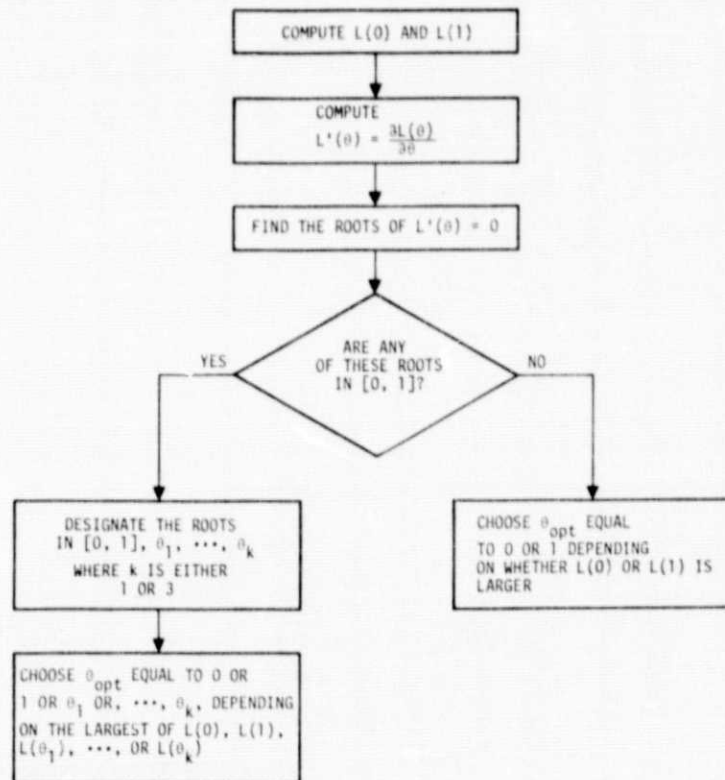 COMPUTE L(0) AND L(1)
COMPUTE
L'(θ) = ∂L(θ)/∂θ
FIND THE ROOTS OF L'(θ) = 0
ARE ANY
OF THESE ROOTS
IN [0, 1]?
YES
NO
DESIGNATE THE ROOTS
IN [0, 1], θ₁, ···, θₖ
WHERE k IS EITHER
1 OR 3
CHOOSE θopt EQUAL
TO 0 OR 1 DEPENDING
ON WHETHER L(0) OR L(1) IS
LARGER
CHOOSE θopt EQUAL TO 0 OR
1 OR θ₁ OR, ···, θₖ, DEPENDING
ON THE LARGEST OF L(0), L(1),
L(θ₁), ···, OR L(θₖ)